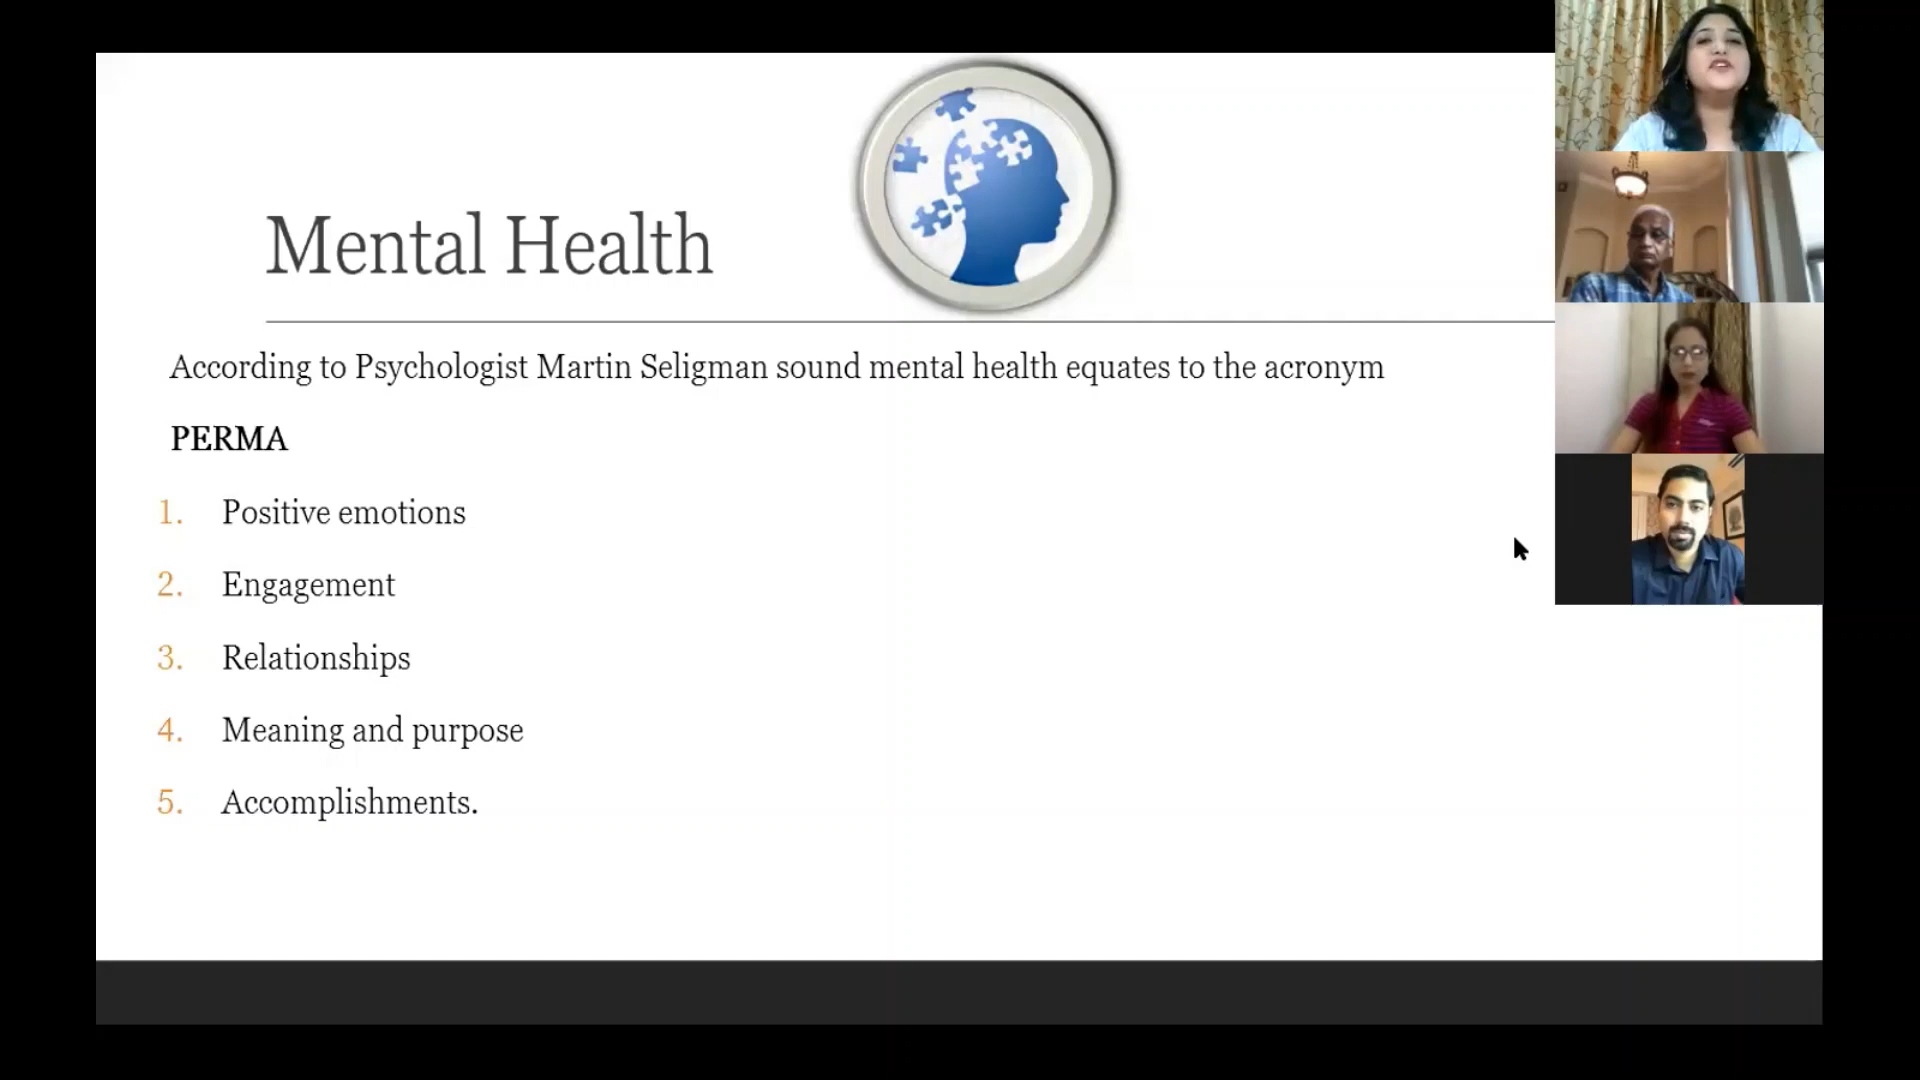 Mental Health
According to Psychologist Martin Seligman sound mental health equates to the acronym
PERMA
1. Positive emotions
2. Engagement
3. Relationships
4. Meaning and purpose
5. Accomplishments.